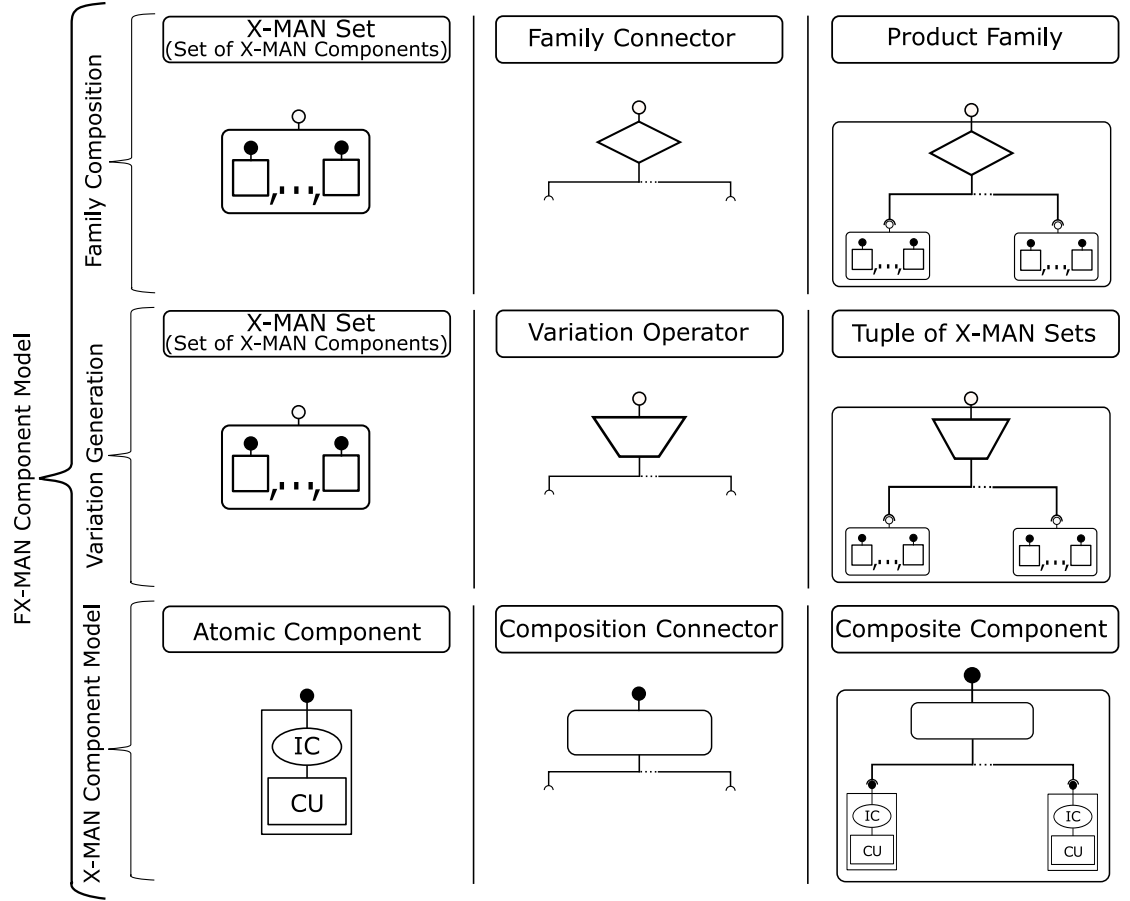 FX-MAN Component Model
Family Composition
X-MAN Set
(Set of X-MAN Components)
Family Connector
Product Family
,...,
,...,
,...,
Variation Generation
X-MAN Set
(Set of X-MAN Components)
Variation Operator
Tuple of X-MAN Sets
,...,
,...,
,...,
X-MAN Component Model
Atomic Component
Composition Connector
Composite Component
IC
CU
IC
CU
IC
CU